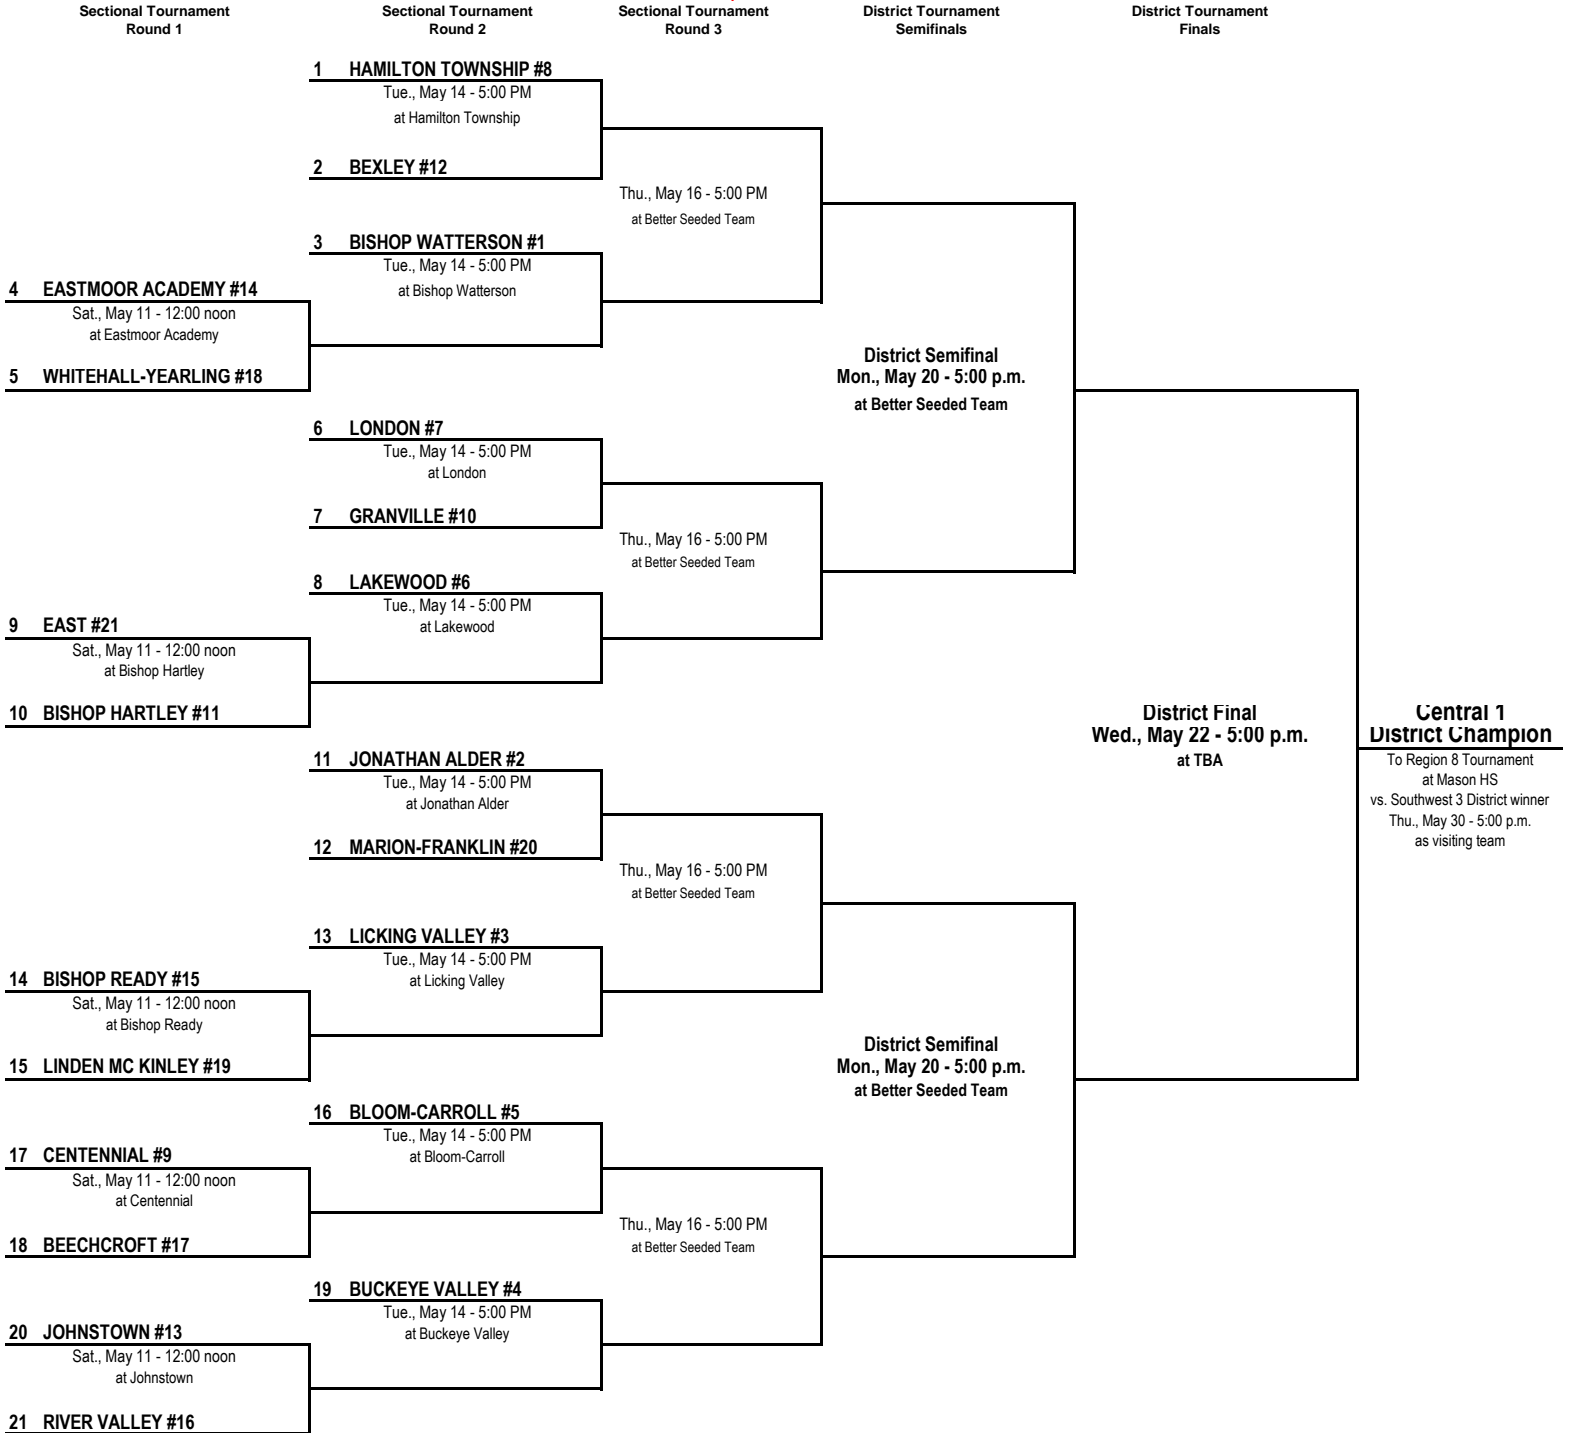 Sectional Tournament
Round 1
Sectional Tournament
Round 2
Sectional Tournament
Round 3
District Tournament
Semifinals
District Tournament
Finals
1 HAMILTON TOWNSHIP #8
Tue., May 14 - 5:00 PM
at Hamilton Township
2 BEXLEY #12
Thu., May 16 - 5:00 PM
at Better Seeded Team
3 BISHOP WATTERSON #1
Tue., May 14 - 5:00 PM
at Bishop Watterson
4 EASTMOOR ACADEMY #14
Sat., May 11 - 12:00 noon
at Eastmoor Academy
5 WHITEHALL-YEARLING #18
District Semifinal
Mon., May 20 - 5:00 p.m.
at Better Seeded Team
6 LONDON #7
Tue., May 14 - 5:00 PM
at London
7 GRANVILLE #10
Thu., May 16 - 5:00 PM
at Better Seeded Team
8 LAKEWOOD #6
Tue., May 14 - 5:00 PM
at Lakewood
9 EAST #21
Sat., May 11 - 12:00 noon
at Bishop Hartley
10 BISHOP HARTLEY #11
District Final
Wed., May 22 - 5:00 p.m.
at TBA
Central 1
District Champion
To Region 8 Tournament
at Mason HS
vs. Southwest 3 District winner
Thu., May 30 - 5:00 p.m.
as visiting team
11 JONATHAN ALDER #2
Tue., May 14 - 5:00 PM
at Jonathan Alder
12 MARION-FRANKLIN #20
Thu., May 16 - 5:00 PM
at Better Seeded Team
13 LICKING VALLEY #3
Tue., May 14 - 5:00 PM
at Licking Valley
14 BISHOP READY #15
Sat., May 11 - 12:00 noon
at Bishop Ready
15 LINDEN MC KINLEY #19
District Semifinal
Mon., May 20 - 5:00 p.m.
at Better Seeded Team
16 BLOOM-CARROLL #5
Tue., May 14 - 5:00 PM
at Bloom-Carroll
17 CENTENNIAL #9
Sat., May 11 - 12:00 noon
at Centennial
18 BEECHCROFT #17
Thu., May 16 - 5:00 PM
at Better Seeded Team
19 BUCKEYE VALLEY #4
Tue., May 14 - 5:00 PM
at Buckeye Valley
20 JOHNSTOWN #13
Sat., May 11 - 12:00 noon
at Johnstown
21 RIVER VALLEY #16